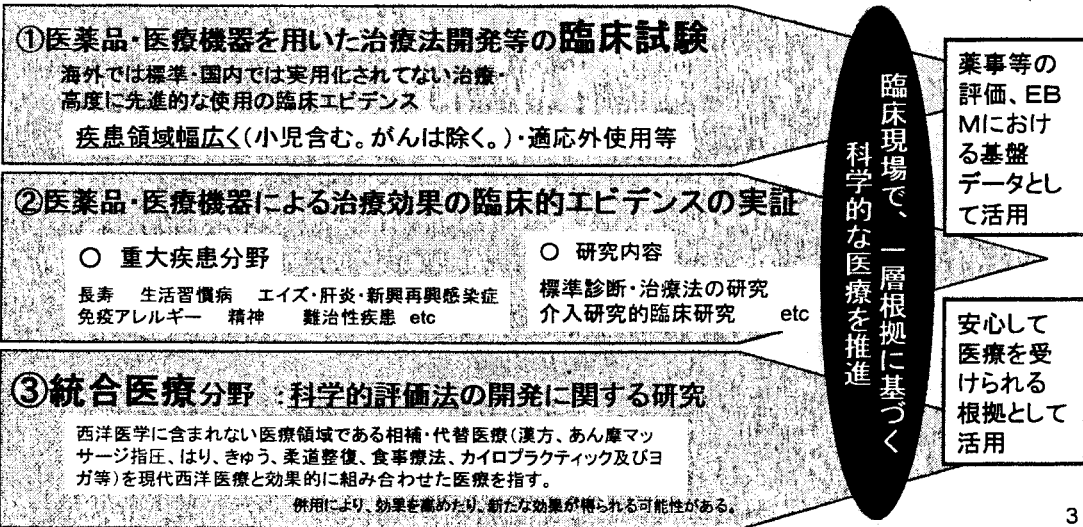 ①医薬品・医療機器を用いた治療法開発等の臨床試験
海外では標準・国内では実用化されてない治療・
高度に先進的な使用の臨床エビデンス
疾患領域幅広く(小児含む。がんは除く。)・適応外使用等
②医薬品・医療機器による治療効果の臨床的エビデンスの実証
○ 重大疾患分野
長寿 生活習慣病 エイズ・肝炎・新興再興感染症
免疫アレルギー 精神 難治性疾患 etc
○ 研究内容
標準診断・治療法の研究
介入研究的臨床研究 etc
③統合医療分野 :科学的評価法の開発に関する研究
西洋医学に含まれない医療領域である相補・代替医療(漢方、あん摩マッ
サージ指圧、はり、きゅう、柔道整復、食事療法、カイロプラクティック及びヨ
ガ等)を現代西洋医療と効果的に組み合わせた医療を指す。
併用により、効果を高めたり、新たな効果が得られる可能性がある。
臨床現場で、一層根拠に基づく
科学的な医療を推進
薬事等の
評価、EB
Mにおけ
る基盤
データとし
て活用
安心して
医療を受
けられる
根拠として
活用
3